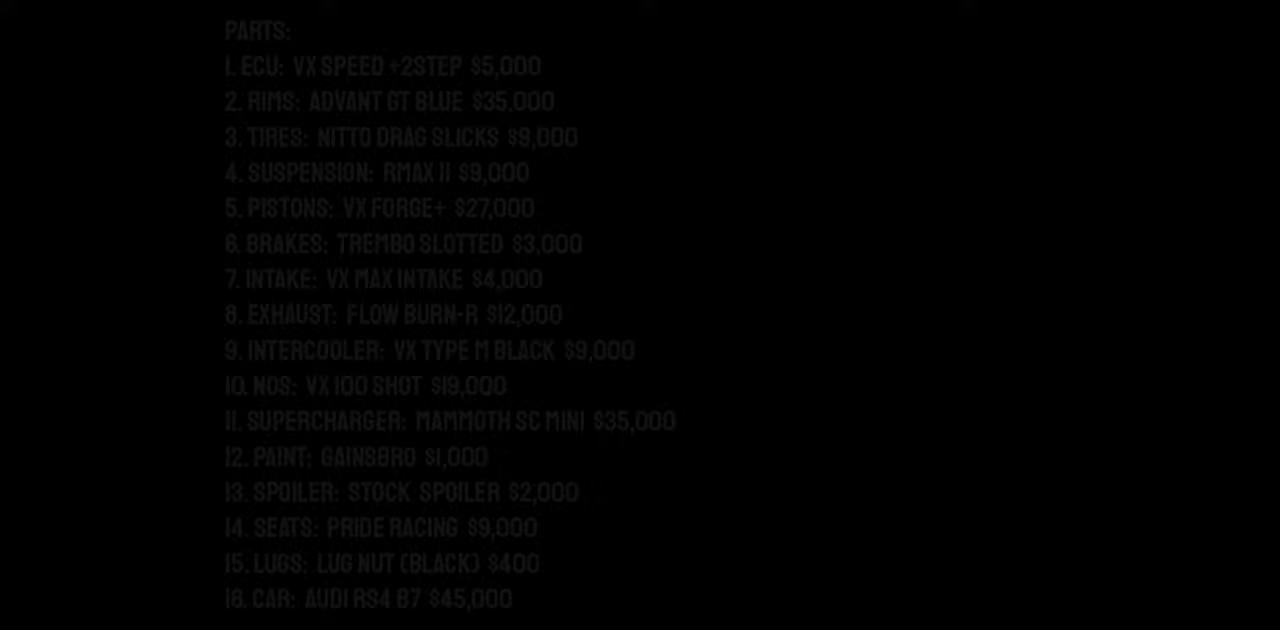 PARTS:
1. ECU: VX SPEED +2STEP $5,000
2. RIMS: ADVANT GT BLUE $35,000
3. TIRES: NITTO DRAG SLICKS $9,000
4. SUSPENSION: RMAX II $9,000
5. PISTONS: VX FORGE+ $27,000
6. BRAKES: TREMBO SLOTTED $3,000
7. INTAKE: VX MAX INTAKE $4,000
8. EXHAUST: FLOW BURN-R $12,000
9. INTERCOOLER: VX TYPE M BLACK $9,000
10. NOS: VX 100 SHOT $19,000
11. SUPERCHARGER: MAMMOTH SC MINI $35,000
12. PAINT: GAINSBRO $1,000
13. SPOILER: STOCK SPOILER $2,000
14. SEATS: PRIDE RACING $9,000
15. LUGS: LUG NUT (BLACK) $400
16. CAR: AUDI RS4 B7 $45,000